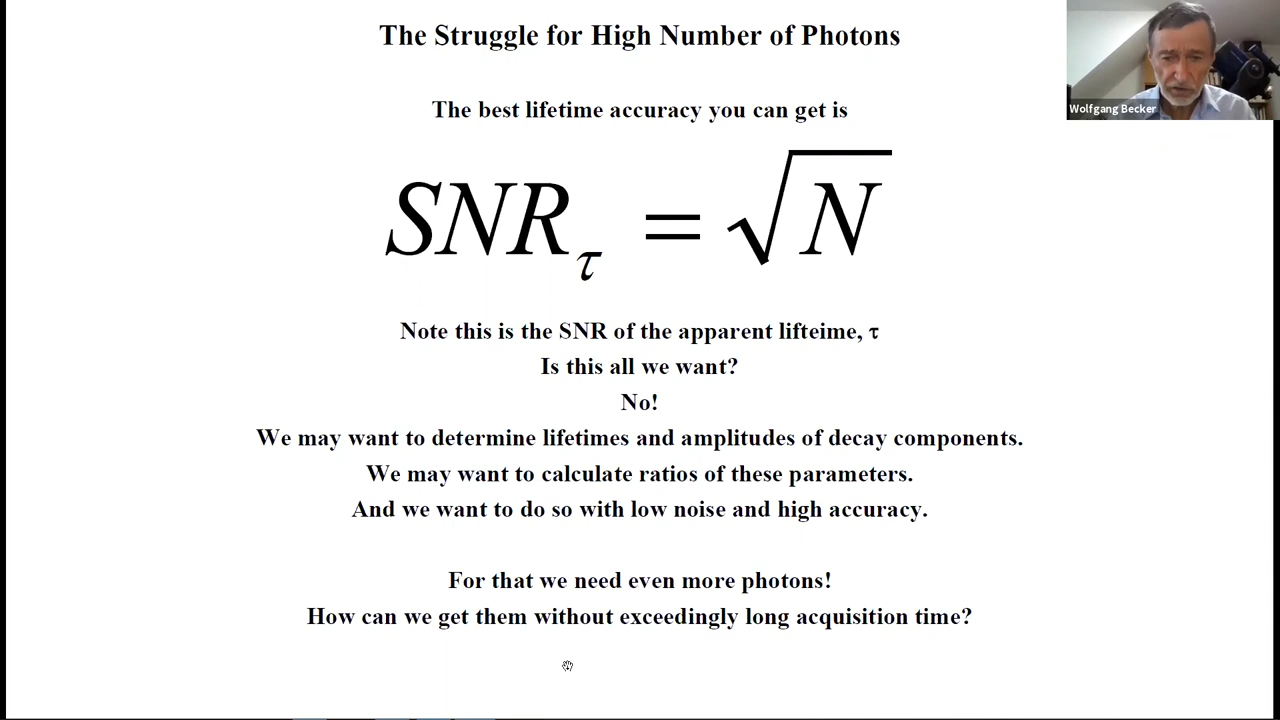 The Struggle for High Number of Photons
Wolfgang Becker
The best lifetime accuracy you can get is
SNR_τ = √N
Note this is the SNR of the apparent lifteime, τ
Is this all we want?
No!
We may want to determine lifetimes and amplitudes of decay components.
We may want to calculate ratios of these parameters.
And we want to do so with low noise and high accuracy.
For that we need even more photons!
How can we get them without exceedingly long acquisition time?